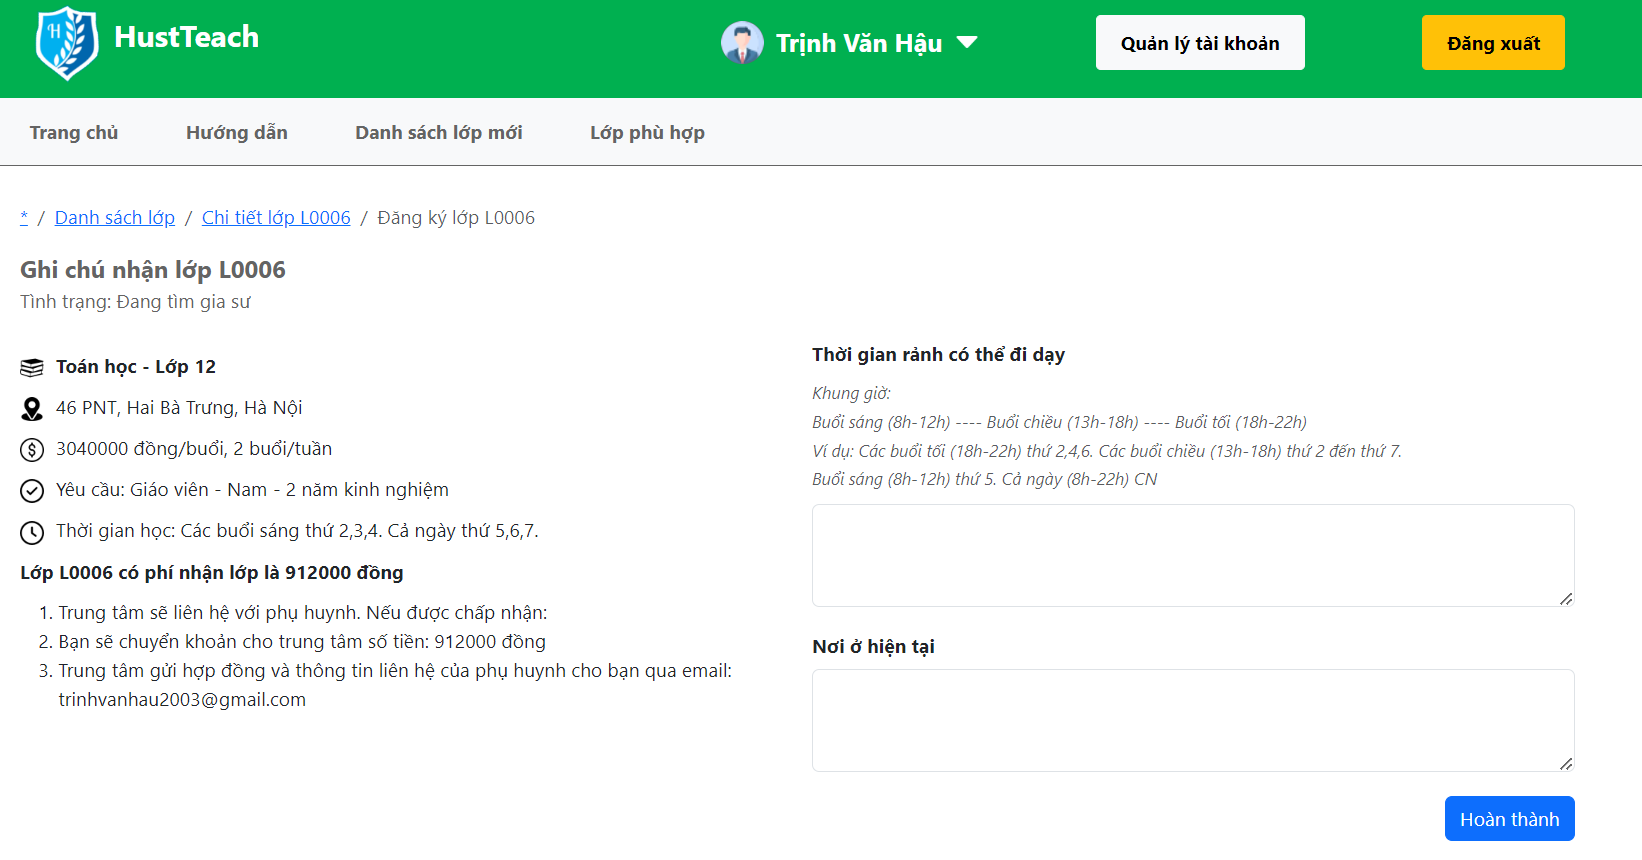 HustTeach
Trịnh Văn Hậu
Quản lý tài khoản
Đăng xuất
Trang chủ
Hướng dẫn
Danh sách lớp mới
Lớp phù hợp
* / Danh sách lớp / Chi tiết lớp L0006 / Đăng ký lớp L0006
Ghi chú nhận lớp L0006
Tình trạng: Đang tìm gia sư
Toán học - Lớp 12
46 PNT, Hai Bà Trưng, Hà Nội
3040000 đồng/buổi, 2 buổi/tuần
Yêu cầu: Giáo viên - Nam - 2 năm kinh nghiệm
Thời gian học: Các buổi sáng thứ 2,3,4. Cả ngày thứ 5,6,7.
Lớp L0006 có phí nhận lớp là 912000 đồng
1. Trung tâm sẽ liên hệ với phụ huynh. Nếu được chấp nhận:
2. Bạn sẽ chuyển khoản cho trung tâm số tiền: 912000 đồng
3. Trung tâm gửi hợp đồng và thông tin liên hệ của phụ huynh cho bạn qua email:
trinhvanhau2003@gmail.com
Thời gian rảnh có thể đi dạy
Khung giờ:
Buổi sáng (8h-12h) ---- Buổi chiều (13h-18h) ---- Buổi tối (18h-22h)
Ví dụ: Các buổi tối (18h-22h) thứ 2,4,6. Các buổi chiều (13h-18h) thứ 2 đến thứ 7.
Buổi sáng (8h-12h) thứ 5. Cả ngày (8h-22h) CN
Nơi ở hiện tại
Hoàn thành